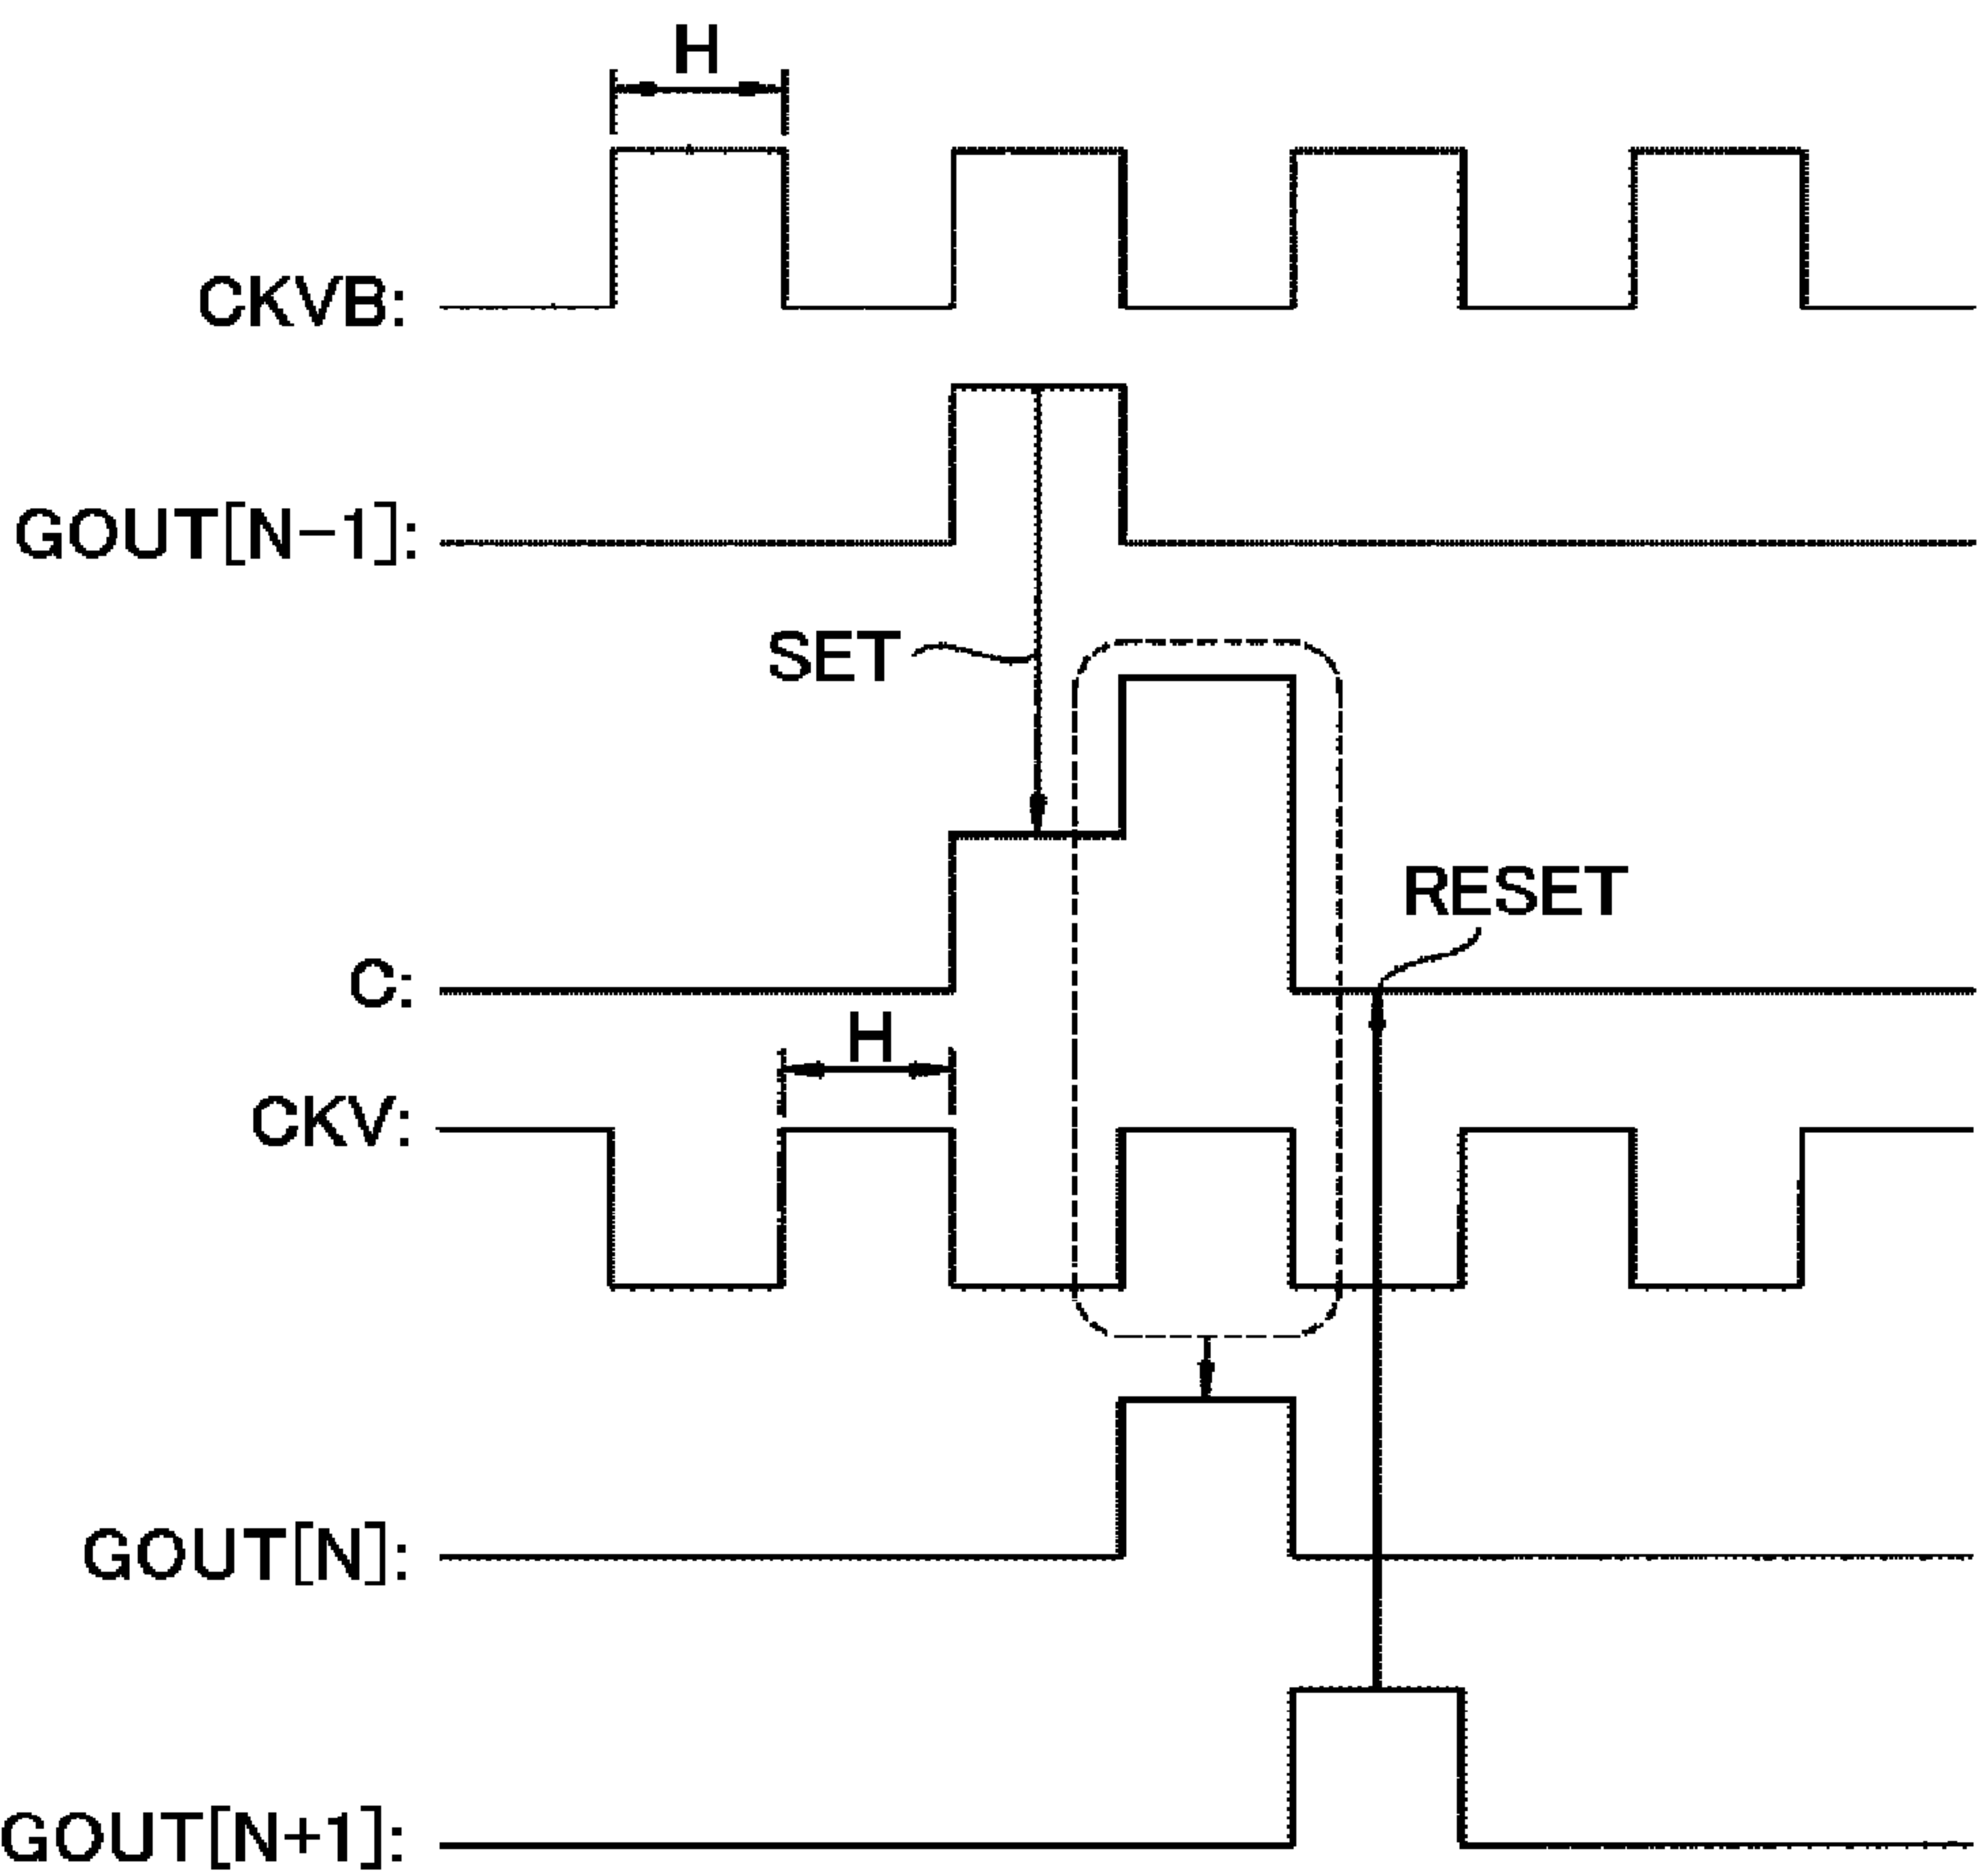 H
CKVB:
GOUT[N-1]:
SET
RESET
C:
H
CKV:
GOUT[N]:
GOUT[N+1]: